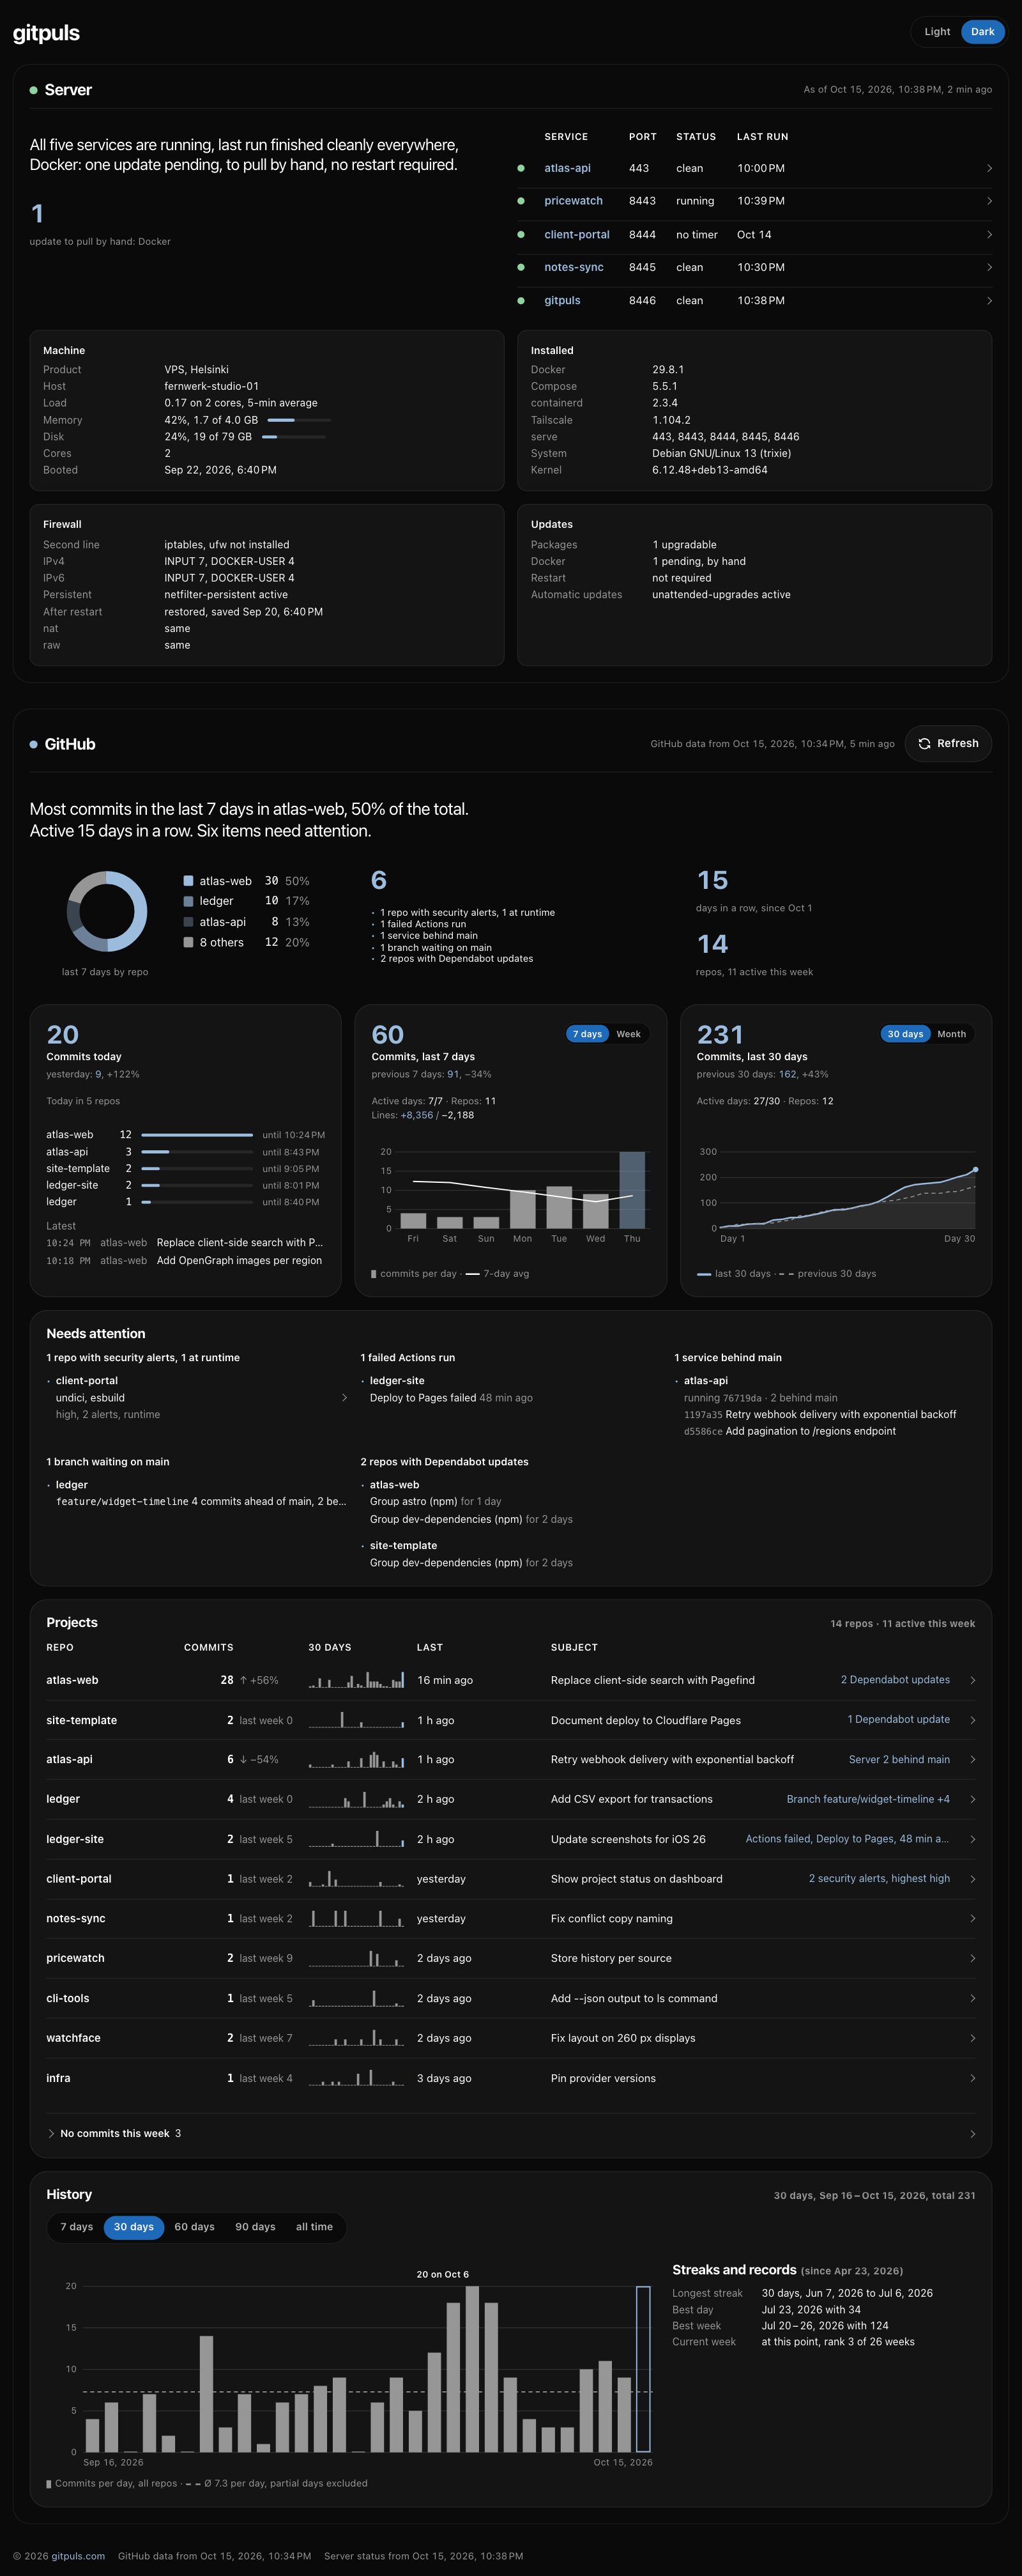 gitpuls
Light Dark
Server
As of Oct 15, 2026, 10:38 PM, 2 min ago
All five services are running, last run finished cleanly everywhere,
Docker: one update pending, to pull by hand, no restart required.
1
update to pull by hand: Docker
SERVICE PORT STATUS LAST RUN
atlas-api 443 clean 10:00 PM
pricewatch 8443 running 10:39 PM
client-portal 8444 no timer Oct 14
notes-sync 8445 clean 10:30 PM
gitpuls 8446 clean 10:38 PM
Machine
Product VPS, Helsinki
Host fernwerk-studio-01
Load 0.17 on 2 cores, 5-min average
Memory 42%, 1.7 of 4.0 GB
Disk 24%, 19 of 79 GB
Cores 2
Booted Sep 22, 2026, 6:40 PM
Installed
Docker 29.8.1
Compose 5.5.1
containerd 2.3.4
Tailscale 1.104.2
serve 443, 8443, 8444, 8445, 8446
System Debian GNU/Linux 13 (trixie)
Kernel 6.12.48+deb13-amd64
Firewall
Second line iptables, ufw not installed
IPv4 INPUT 7, DOCKER-USER 4
IPv6 INPUT 7, DOCKER-USER 4
Persistent netfilter-persistent active
After restart restored, saved Sep 20, 6:40 PM
nat same
raw same
Updates
Packages 1 upgradable
Docker 1 pending, by hand
Restart not required
Automatic updates unattended-upgrades active
GitHub
GitHub data from Oct 15, 2026, 10:34 PM, 5 min ago
Refresh
Most commits in the last 7 days in atlas-web, 50% of the total.
Active 15 days in a row. Six items need attention.
atlas-web 30 50%
ledger 10 17%
atlas-api 8 13%
8 others 12 20%
last 7 days by repo
6
· 1 repo with security alerts, 1 at runtime
· 1 failed Actions run
· 1 service behind main
· 1 branch waiting on main
· 2 repos with Dependabot updates
15
days in a row, since Oct 1
14
repos, 11 active this week
20
Commits today
yesterday: 9, +122%
Today in 5 repos
atlas-web 12 until 10:24 PM
atlas-api 3 until 8:43 PM
site-template 2 until 9:05 PM
ledger-site 2 until 8:01 PM
ledger 1 until 8:40 PM
Latest
10:24 PM atlas-web Replace client-side search with P...
10:18 PM atlas-web Add OpenGraph images per region
60
7 days Week
Commits, last 7 days
previous 7 days: 91, −34%
Active days: 7/7 · Repos: 11
Lines: +8,356 / −2,188
20
15
10
5
0
Fri Sat Sun Mon Tue Wed Thu
commits per day · 7-day avg
231
30 days Month
Commits, last 30 days
previous 30 days: 162, +43%
Active days: 27/30 · Repos: 12
300
200
100
0
Day 1 Day 30
last 30 days · previous 30 days
Needs attention
1 repo with security alerts, 1 at runtime
· client-portal
undici, esbuild
high, 2 alerts, runtime
1 failed Actions run
· ledger-site
Deploy to Pages failed 48 min ago
1 service behind main
· atlas-api
running 76719da · 2 behind main
1197a35 Retry webhook delivery with exponential backoff
d5586ce Add pagination to /regions endpoint
1 branch waiting on main
· ledger
feature/widget-timeline 4 commits ahead of main, 2 be...
2 repos with Dependabot updates
· atlas-web
Group astro (npm) for 1 day
Group dev-dependencies (npm) for 2 days
· site-template
Group dev-dependencies (npm) for 2 days
Projects
14 repos · 11 active this week
REPO COMMITS 30 DAYS LAST SUBJECT
atlas-web 28 ↑ +56% 16 min ago Replace client-side search with Pagefind 2 Dependabot updates
site-template 2 last week 0 1 h ago Document deploy to Cloudflare Pages 1 Dependabot update
atlas-api 6 ↓ −54% 1 h ago Retry webhook delivery with exponential backoff Server 2 behind main
ledger 4 last week 0 2 h ago Add CSV export for transactions Branch feature/widget-timeline +4
ledger-site 2 last week 5 2 h ago Update screenshots for iOS 26 Actions failed, Deploy to Pages, 48 min a...
client-portal 1 last week 2 yesterday Show project status on dashboard 2 security alerts, highest high
notes-sync 1 last week 2 yesterday Fix conflict copy naming
pricewatch 2 last week 9 2 days ago Store history per source
cli-tools 1 last week 5 2 days ago Add --json output to ls command
watchface 2 last week 7 2 days ago Fix layout on 260 px displays
infra 1 last week 4 3 days ago Pin provider versions
No commits this week 3
History
30 days, Sep 16 – Oct 15, 2026, total 231
7 days 30 days 60 days 90 days all time
20 on Oct 6
20
15
10
5
0
Sep 16, 2026 Oct 15, 2026
Commits per day, all repos · Ø 7.3 per day, partial days excluded
Streaks and records (since Apr 23, 2026)
Longest streak 30 days, Jun 7, 2026 to Jul 6, 2026
Best day Jul 23, 2026 with 34
Best week Jul 20 – 26, 2026 with 124
Current week at this point, rank 3 of 26 weeks
© 2026 gitpuls.com GitHub data from Oct 15, 2026, 10:34 PM Server status from Oct 15, 2026, 10:38 PM